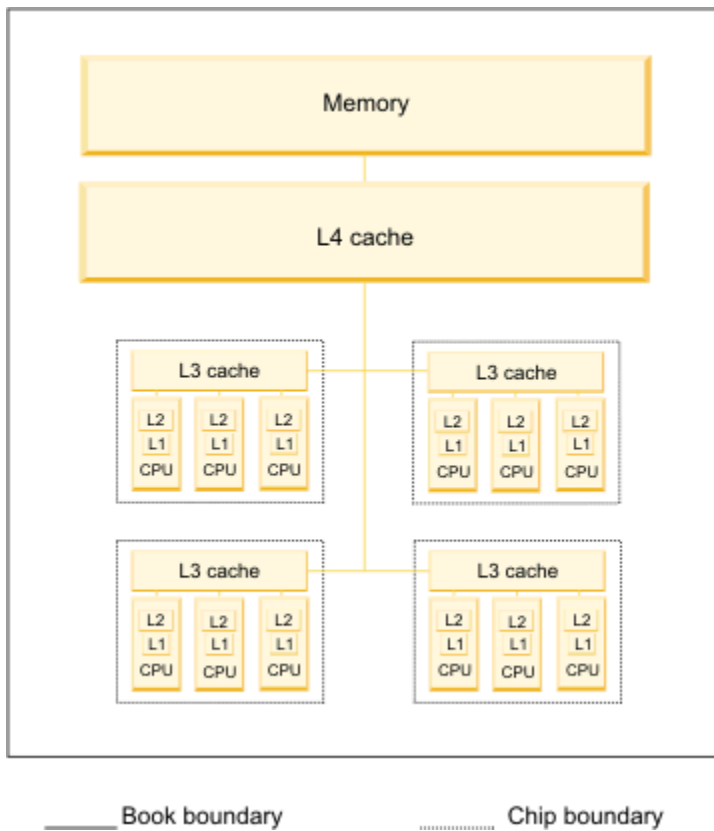 Memory
L4 cache
L3 cache
L2 L2 L2
L1 L1 L1
CPU CPU CPU
L3 cache
L2 L2 L2
L1 L1 L1
CPU CPU CPU
L3 cache
L2 L2 L2
L1 L1 L1
CPU CPU CPU
L3 cache
L2 L2 L2
L1 L1 L1
CPU CPU CPU
Book boundary
Chip boundary